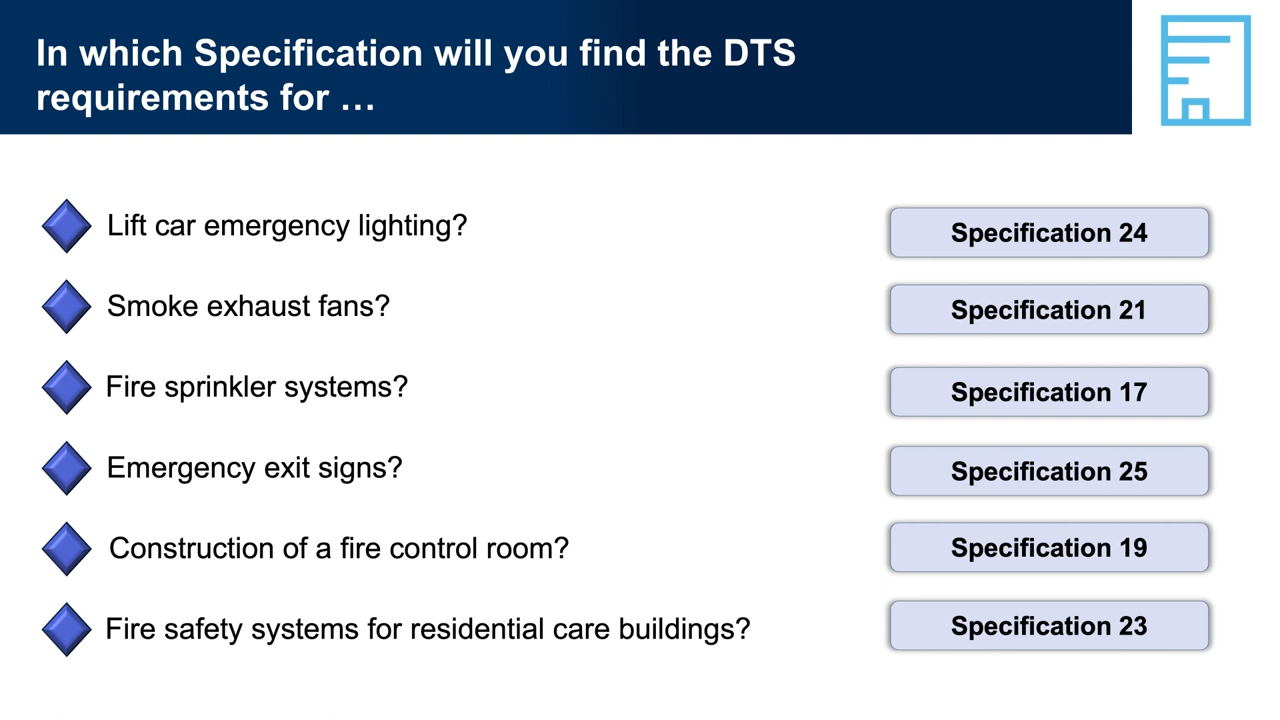 In which Specification will you find the DTS
requirements for …
Lift car emergency lighting?
Specification 24
Smoke exhaust fans?
Specification 21
Fire sprinkler systems?
Specification 17
Emergency exit signs?
Specification 25
Construction of a fire control room?
Specification 19
Fire safety systems for residential care buildings?
Specification 23